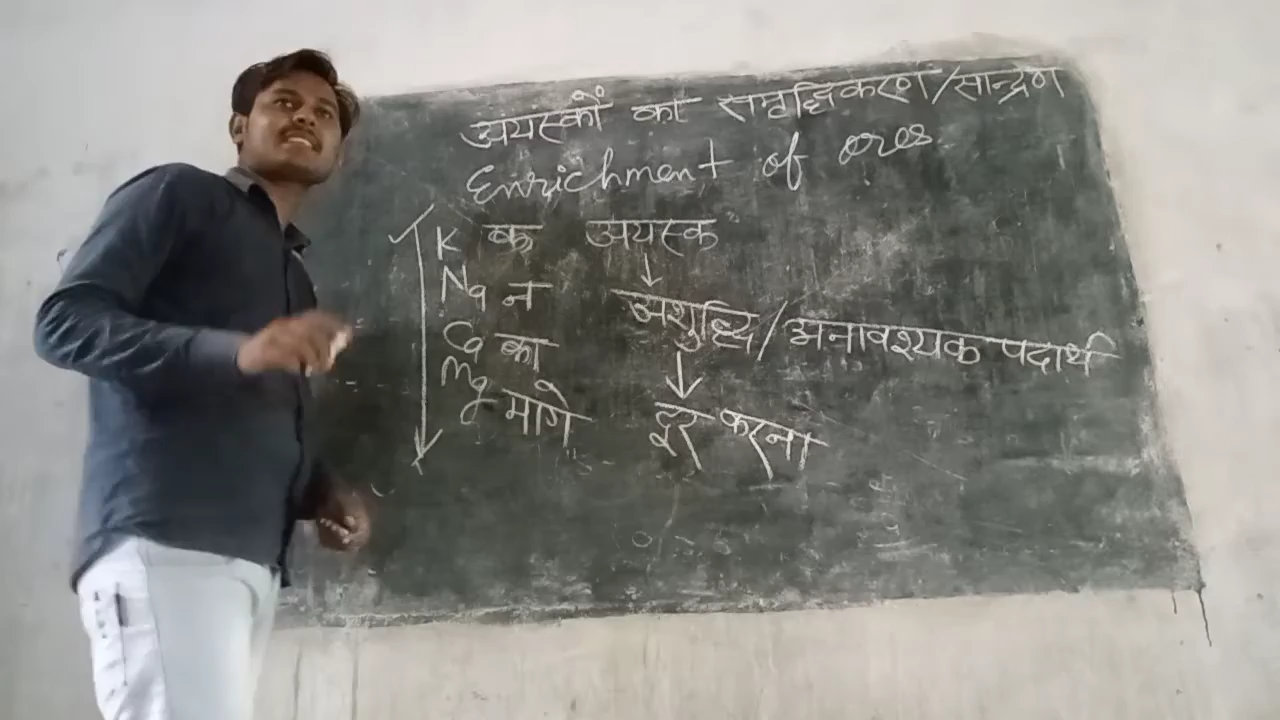 अयस्कों का समृद्धिकरण/सान्द्रण
Enrichment of ores
K क अयस्क
Na न अशुद्धि/अनावश्यक पदार्थ
Ca का
Mg मागे दूर करना